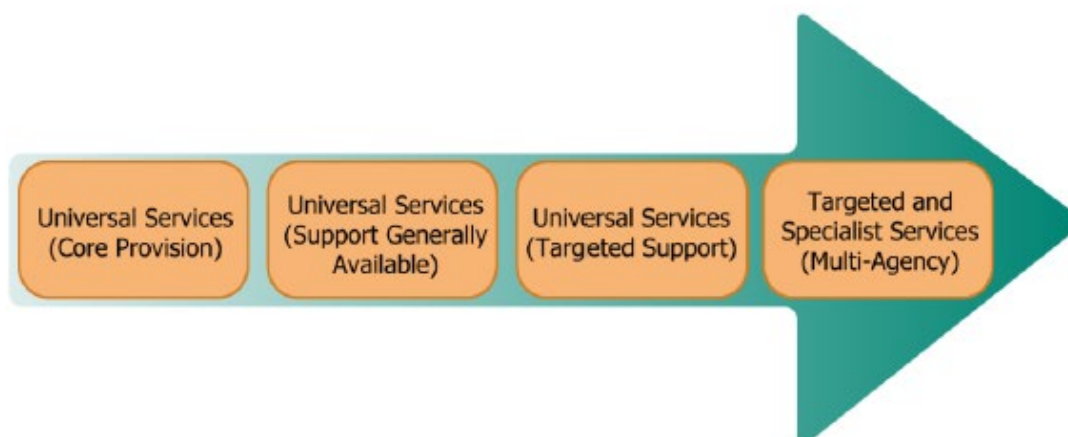 Universal Services
(Core Provision)
Universal Services
(Support Generally
Available)
Universal Services
(Targeted Support)
Targeted and
Specialist Services
(Multi-Agency)